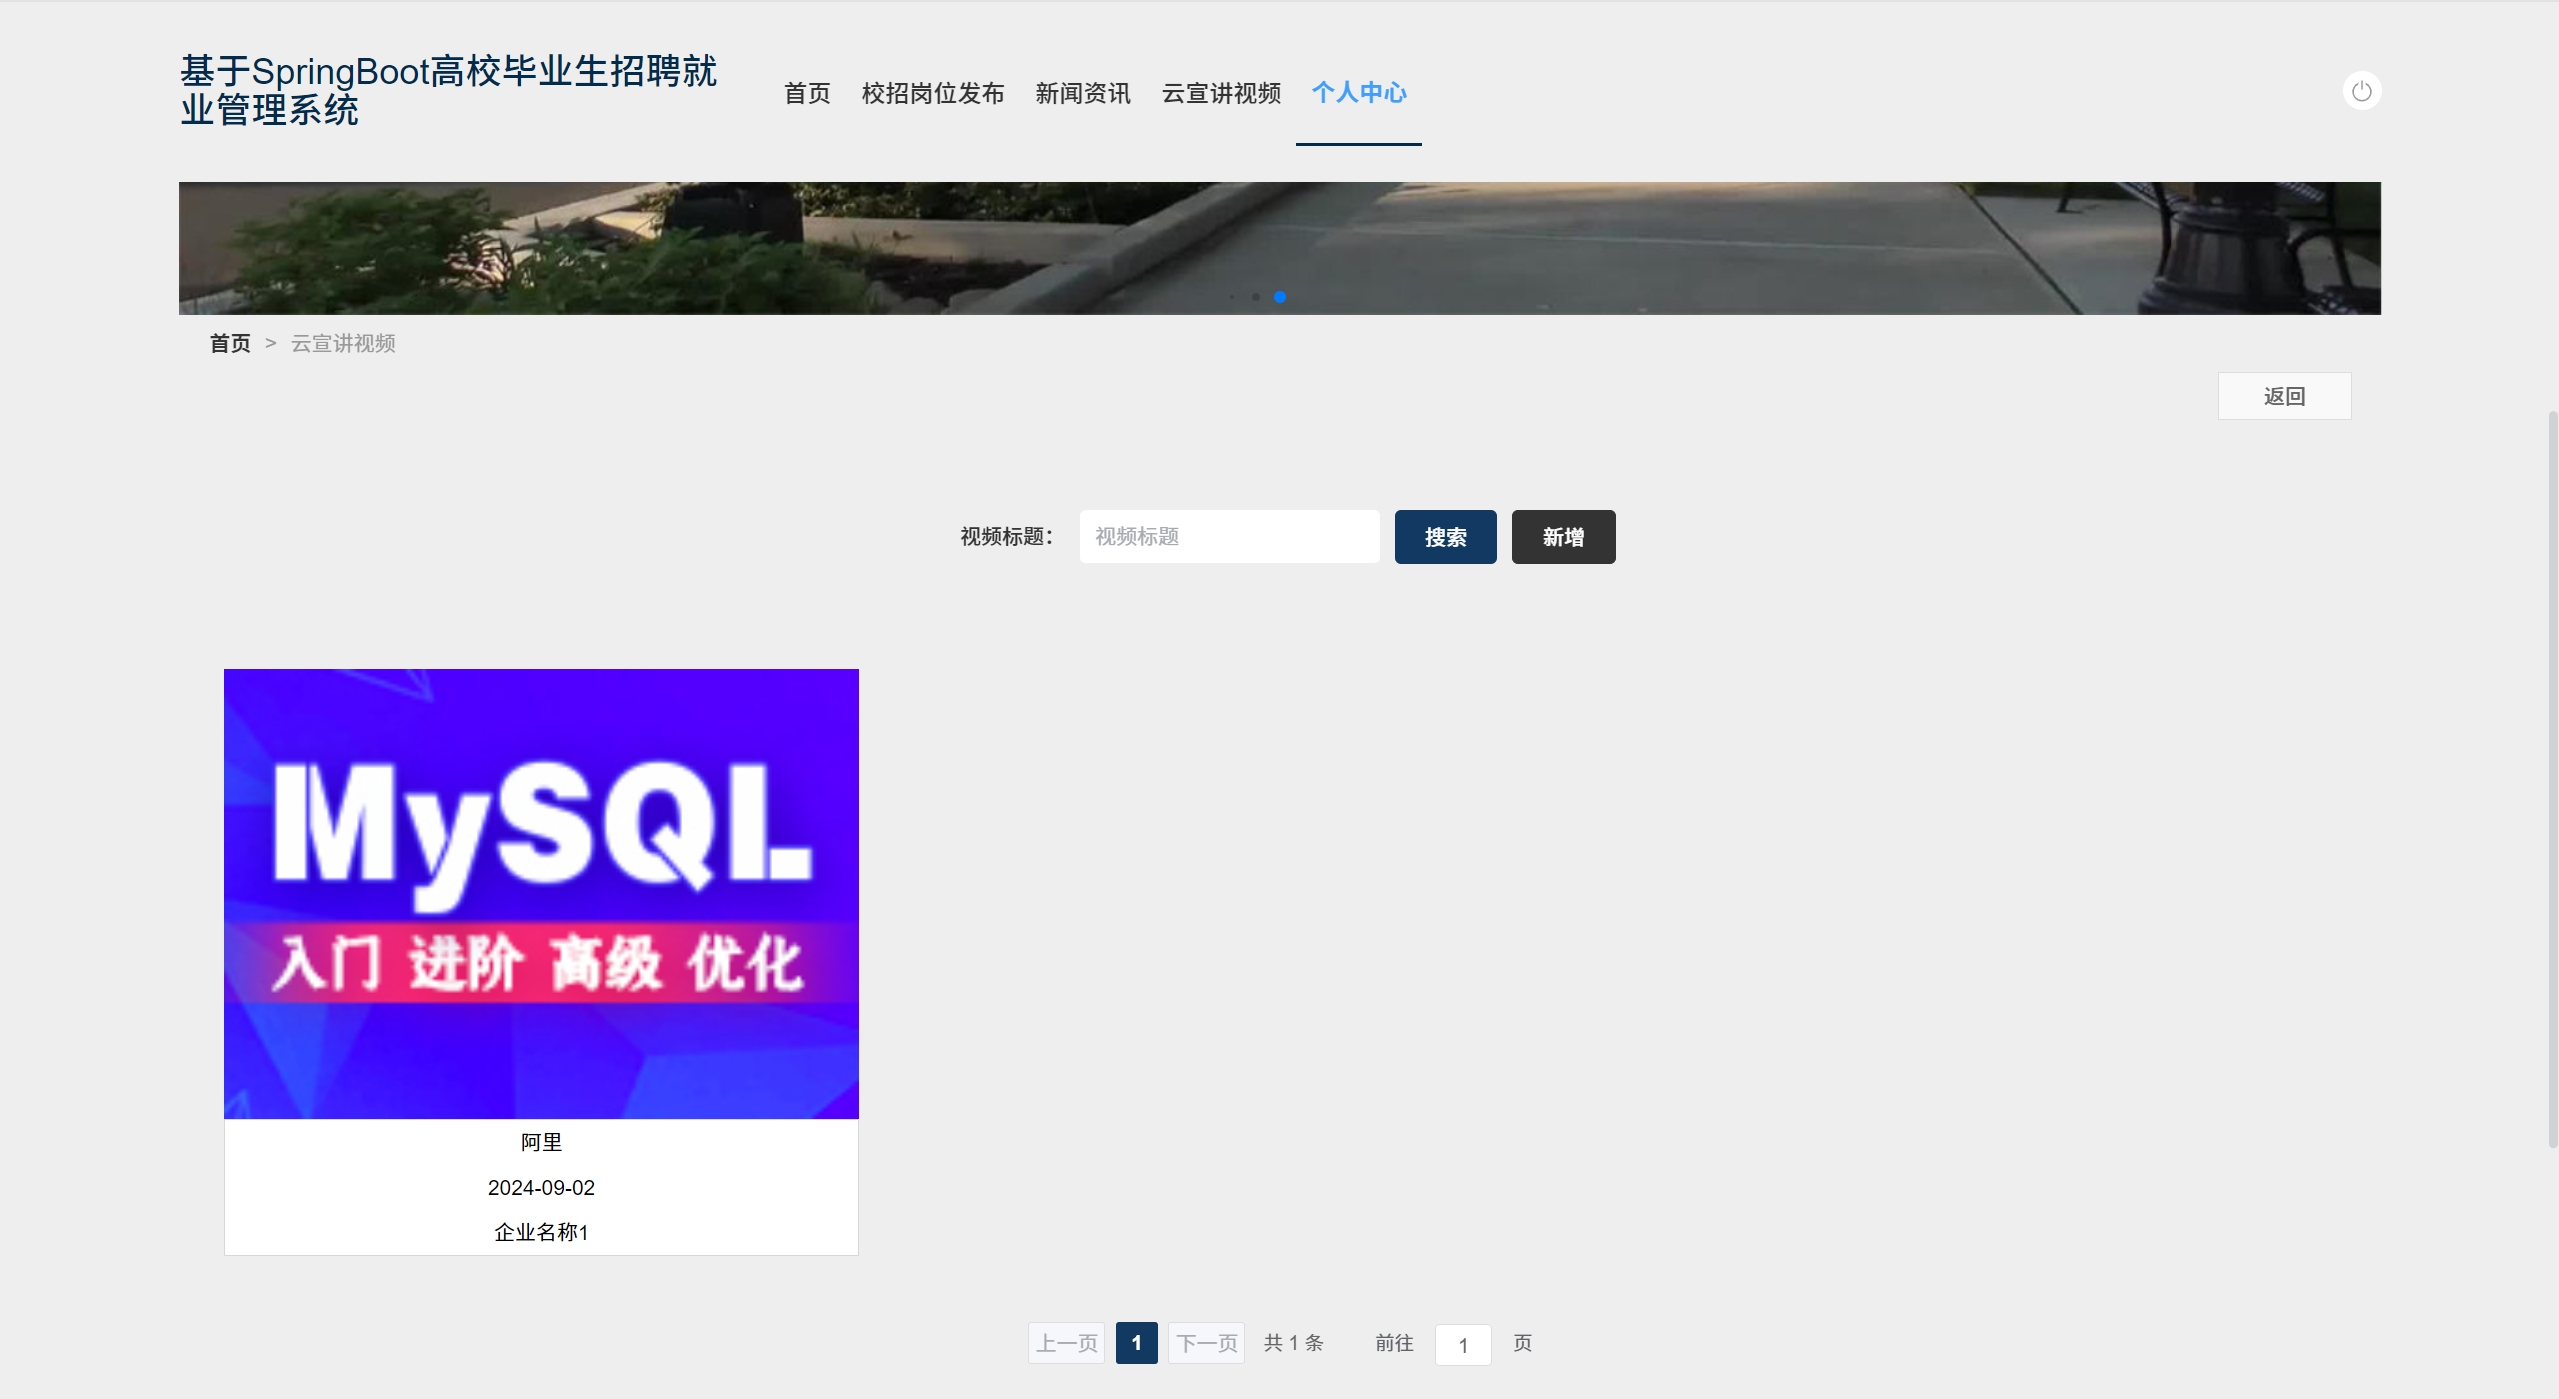 基于SpringBoot高校毕业生招聘就
业管理系统
首页 校招岗位发布 新闻资讯 云宣讲视频 个人中心
首页 > 云宣讲视频
返回
视频标题： 视频标题 搜索 新增
MySQL
入门 进阶 高级 优化
阿里
2024-09-02
企业名称1
上一页 1 下一页 共 1 条 前往 1 页